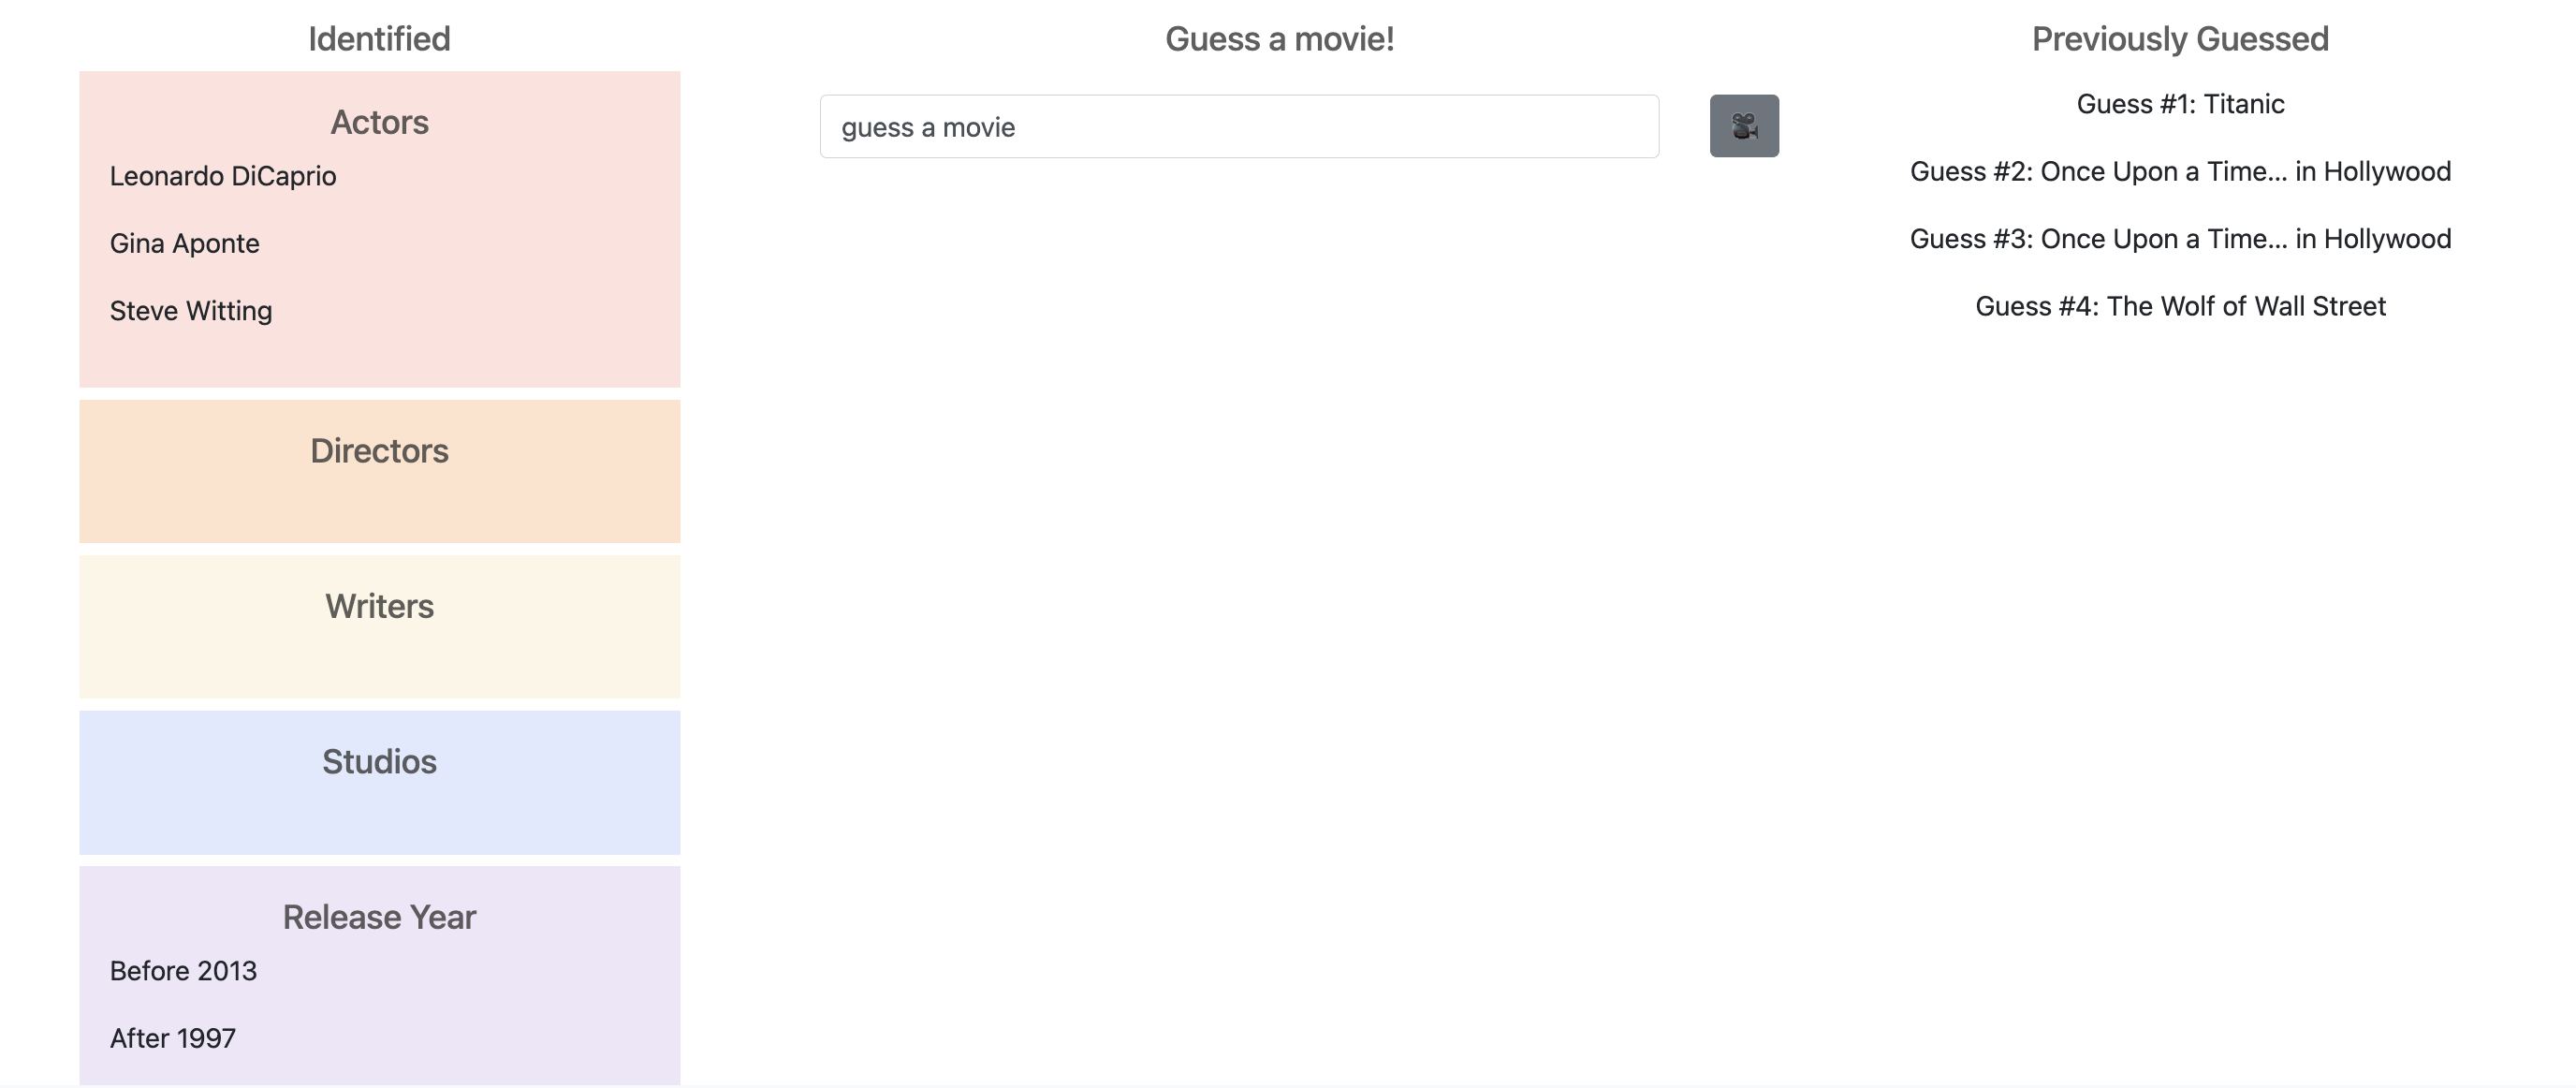 Identified
Actors
Leonardo DiCaprio
Gina Aponte
Steve Witting
Directors
Writers
Studios
Release Year
Before 2013
After 1997
Guess a movie!
guess a movie
Previously Guessed
Guess #1: Titanic
Guess #2: Once Upon a Time... in Hollywood
Guess #3: Once Upon a Time... in Hollywood
Guess #4: The Wolf of Wall Street